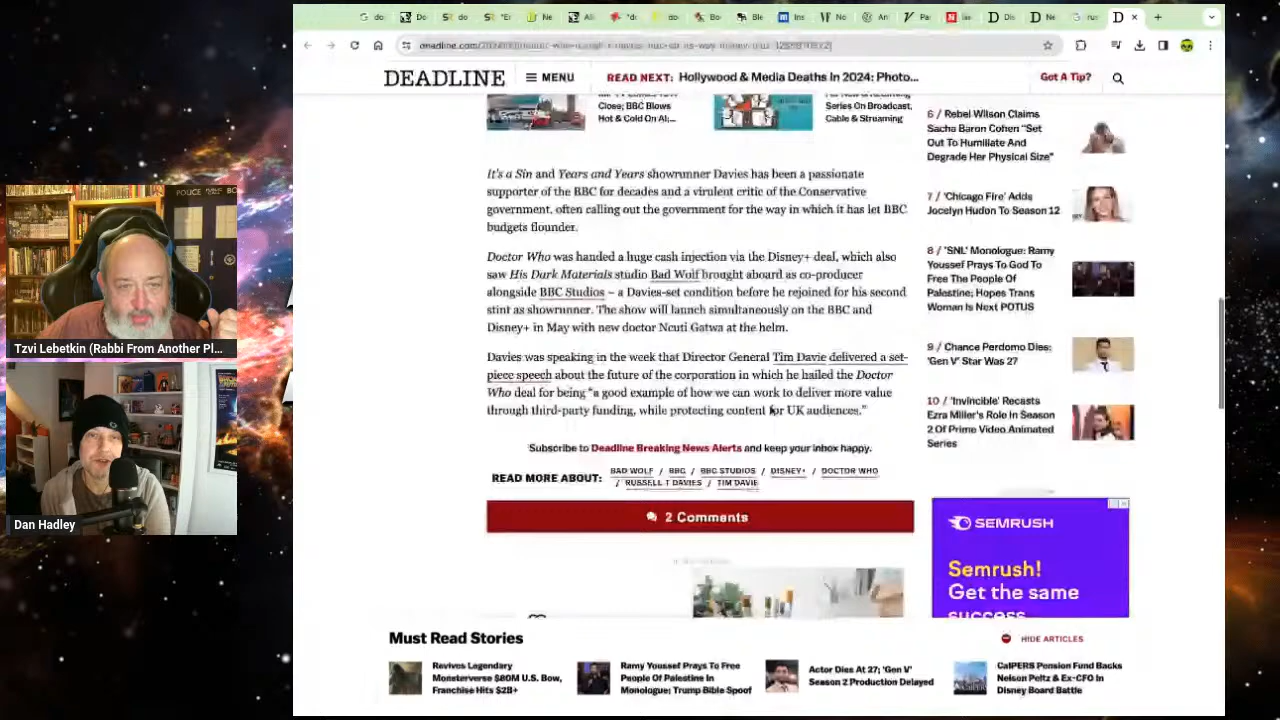 DEADLINE
MENU
READ NEXT: Hollywood & Media Deaths In 2024: Photo...
Got A Tip?
Close; BBC Blows
Hot & Cold On AI;...
Series On Broadcast,
Cable & Streaming
It's a Sin and Years and Years showrunner Davies has been a passionate
supporter of the BBC for decades and a virulent critic of the Conservative
government, often calling out the government for the way in which it has let BBC
budgets flounder.
Doctor Who was handed a huge cash injection via the Disney+ deal, which also
saw His Dark Materials studio Bad Wolf brought aboard as co-producer
alongside BBC Studios – a Davies-set condition before he rejoined for his second
stint as showrunner. The show will launch simultaneously on the BBC and
Disney+ in May with new doctor Ncuti Gatwa at the helm.
Davies was speaking in the week that Director General Tim Davie delivered a set-
piece speech about the future of the corporation in which he hailed the Doctor
Who deal for being "a good example of how we can work to deliver more value
through third-party funding, while protecting content for UK audiences."
Subscribe to Deadline Breaking News Alerts and keep your inbox happy.
READ MORE ABOUT: BAD WOLF / BBC / BBC STUDIOS / DISNEY+ / DOCTOR WHO
/ RUSSELL T DAVIES / TIM DAVIE
2 Comments
6 / Rebel Wilson Claims
Sacha Baron Cohen "Set
Out To Humiliate And
Degrade Her Physical Size"
7 / 'Chicago Fire' Adds
Jocelyn Hudon To Season 12
8 / 'SNL' Monologue: Ramy
Youssef Prays To God To
Free The People Of
Palestine; Hopes Trans
Woman Is Next POTUS
9 / Chance Perdomo Dies:
'Gen V' Star Was 27
10 / 'Invincible' Recasts
Ezra Miller's Role In Season
2 Of Prime Video Animated
Series
SEMRUSH
Semrush!
Get the same
success
Must Read Stories
HIDE ARTICLES
Revives Legendary
Monsterverse $80M U.S. Bow,
Franchise Hits $2B+
Ramy Youssef Prays To Free
People Of Palestine In
Monologue; Trump Bible Spoof
Actor Dies At 27; 'Gen V'
Season 2 Production Delayed
CalPERS Pension Fund Backs
Nelson Peltz & Ex-CFO In
Disney Board Battle
POLICE PUBLIC BO
Tzvi Lebetkin (Rabbi From Another Pl...
Dan Hadley